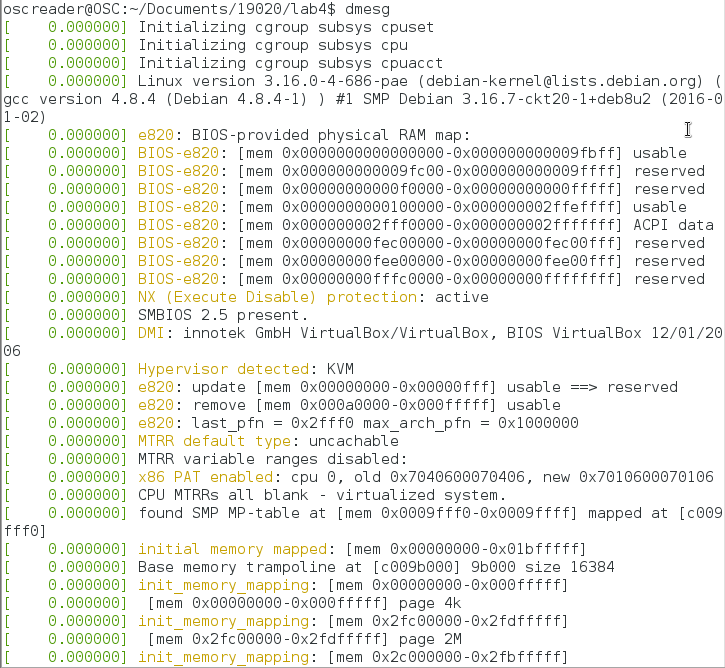 oscreader@OSC:~/Documents/19020/lab4$ dmesg
[    0.000000] Initializing cgroup subsys cpuset
[    0.000000] Initializing cgroup subsys cpu
[    0.000000] Initializing cgroup subsys cpuacct
[    0.000000] Linux version 3.16.0-4-686-pae (debian-kernel@lists.debian.org) (
gcc version 4.8.4 (Debian 4.8.4-1) ) #1 SMP Debian 3.16.7-ckt20-1+deb8u2 (2016-0
1-02)
[    0.000000] e820: BIOS-provided physical RAM map:
[    0.000000] BIOS-e820: [mem 0x0000000000000000-0x000000000009fbff] usable
[    0.000000] BIOS-e820: [mem 0x000000000009fc00-0x000000000009ffff] reserved
[    0.000000] BIOS-e820: [mem 0x00000000000f0000-0x00000000000fffff] reserved
[    0.000000] BIOS-e820: [mem 0x0000000000100000-0x000000002ffeffff] usable
[    0.000000] BIOS-e820: [mem 0x000000002fff0000-0x000000002fffffff] ACPI data
[    0.000000] BIOS-e820: [mem 0x00000000fec00000-0x00000000fec00fff] reserved
[    0.000000] BIOS-e820: [mem 0x00000000fee00000-0x00000000fee00fff] reserved
[    0.000000] BIOS-e820: [mem 0x00000000fffc0000-0x00000000ffffffff] reserved
[    0.000000] NX (Execute Disable) protection: active
[    0.000000] SMBIOS 2.5 present.
[    0.000000] DMI: innotek GmbH VirtualBox/VirtualBox, BIOS VirtualBox 12/01/20
06
[    0.000000] Hypervisor detected: KVM
[    0.000000] e820: update [mem 0x00000000-0x00000fff] usable ==> reserved
[    0.000000] e820: remove [mem 0x000a0000-0x000fffff] usable
[    0.000000] e820: last_pfn = 0x2fff0 max_arch_pfn = 0x1000000
[    0.000000] MTRR default type: uncachable
[    0.000000] MTRR variable ranges disabled:
[    0.000000] x86 PAT enabled: cpu 0, old 0x7040600070406, new 0x7010600070106
[    0.000000] CPU MTRRs all blank - virtualized system.
[    0.000000] found SMP MP-table at [mem 0x0009fff0-0x0009ffff] mapped at [c009
fff0]
[    0.000000] initial memory mapped: [mem 0x00000000-0x01bfffff]
[    0.000000] Base memory trampoline at [c009b000] 9b000 size 16384
[    0.000000] init_memory_mapping: [mem 0x00000000-0x000fffff]
[    0.000000]  [mem 0x00000000-0x000fffff] page 4k
[    0.000000] init_memory_mapping: [mem 0x2fc00000-0x2fdfffff]
[    0.000000]  [mem 0x2fc00000-0x2fdfffff] page 2M
[    0.000000] init_memory_mapping: [mem 0x2c000000-0x2fbfffff]